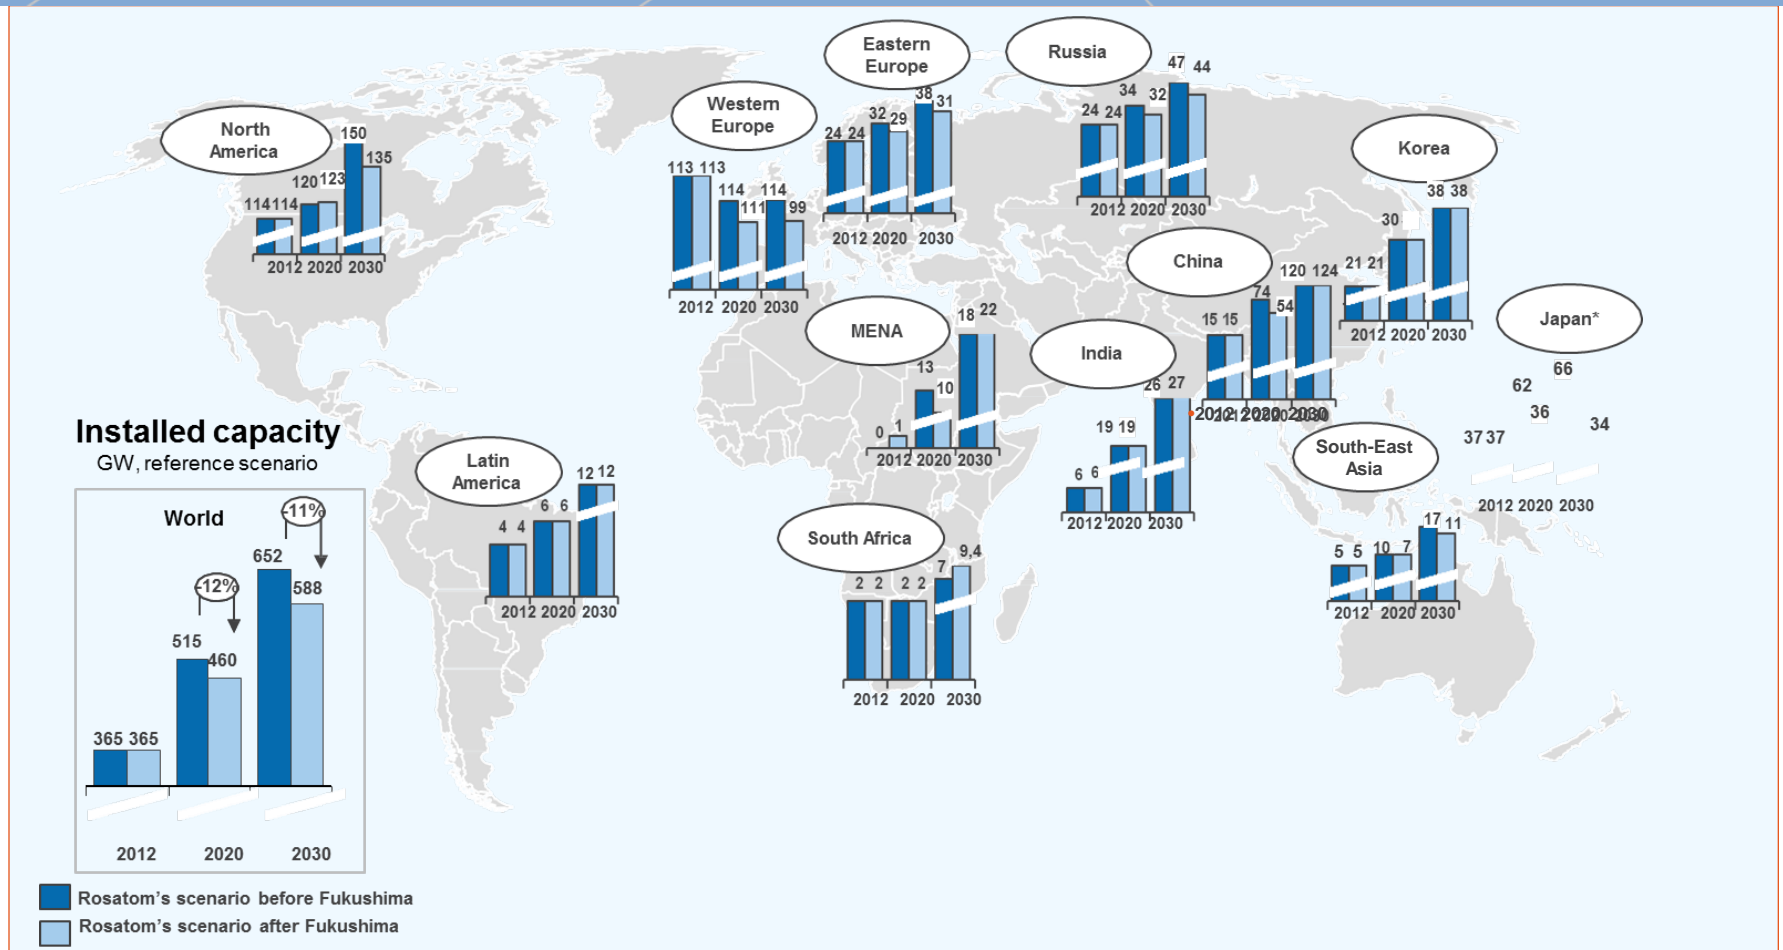 Eastern
Europe
38
31
32
29
24 24
2012 2020 2030
Russia
47
44
34
32
24 24
2012 2020 2030
Western
Europe
113 113
114
111
114
99
2012 2020 2030
North
America
150
135
120 123
114 114
2012 2020 2030
Korea
38 38
30
21 21
2012 2020 2030
China
120 124
74
54
15 15
2012 2020 2030
Japan*
66
62
36
34
37 37
2012 2020 2030
MENA
18 22
13
10
0 1
2012 2020 2030
India
26 27
19 19
6 6
2012 2020 2030
South-East
Asia
17 11
10 7
5 5
2012 2020 2030
Latin
America
12 12
6 6
4 4
2012 2020 2030
South Africa
9,4
7
2 2
2 2
2012 2020 2030
Installed capacity
GW, reference scenario
World
-11%
652
588
-12%
515
460
365 365
2012 2020 2030
Rosatom’s scenario before Fukushima
Rosatom’s scenario after Fukushima